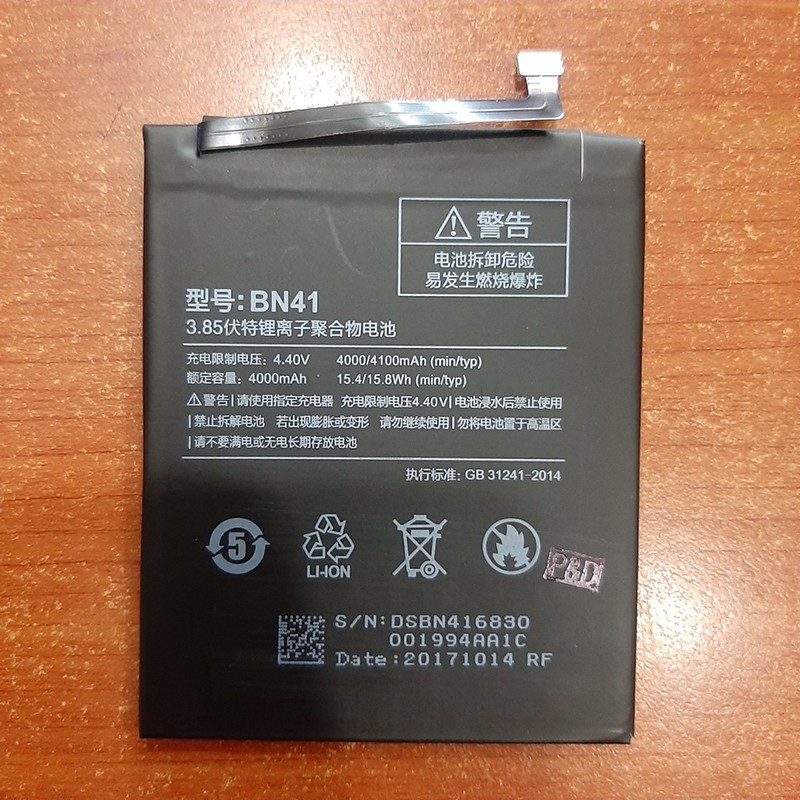 警告
电池拆卸危险
易发生燃烧爆炸
型号: BN41
3.85伏特锂离子聚合物电池
充电限制电压: 4.40V 4000/4100mAh (min/typ)
额定容量: 4000mAh 15.4/15.8Wh (min/typ)
警告|请使用指定充电器 充电限制电压4.40V|电池浸水后禁止使用
|禁止拆解电池 若出现膨胀或变形 请勿继续使用|勿将电池置于高温区
|请不要满电或无电长期存放电池
执行标准: GB 31241-2014
5
LI-ION
P&D
S/N:DSBN416830
001994AA1C
Date:20171014 RF